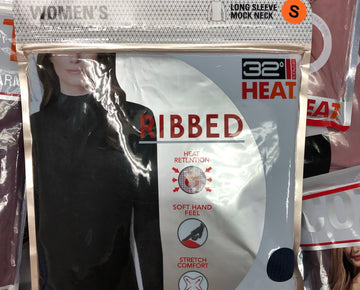 WOMEN'S
LONG SLEEVE
MOCK NECK
S
32°
HEAT
RIBBED
HEAT
RETENTION
SOFT HAND
FEEL
STRETCH
COMFORT
EAT